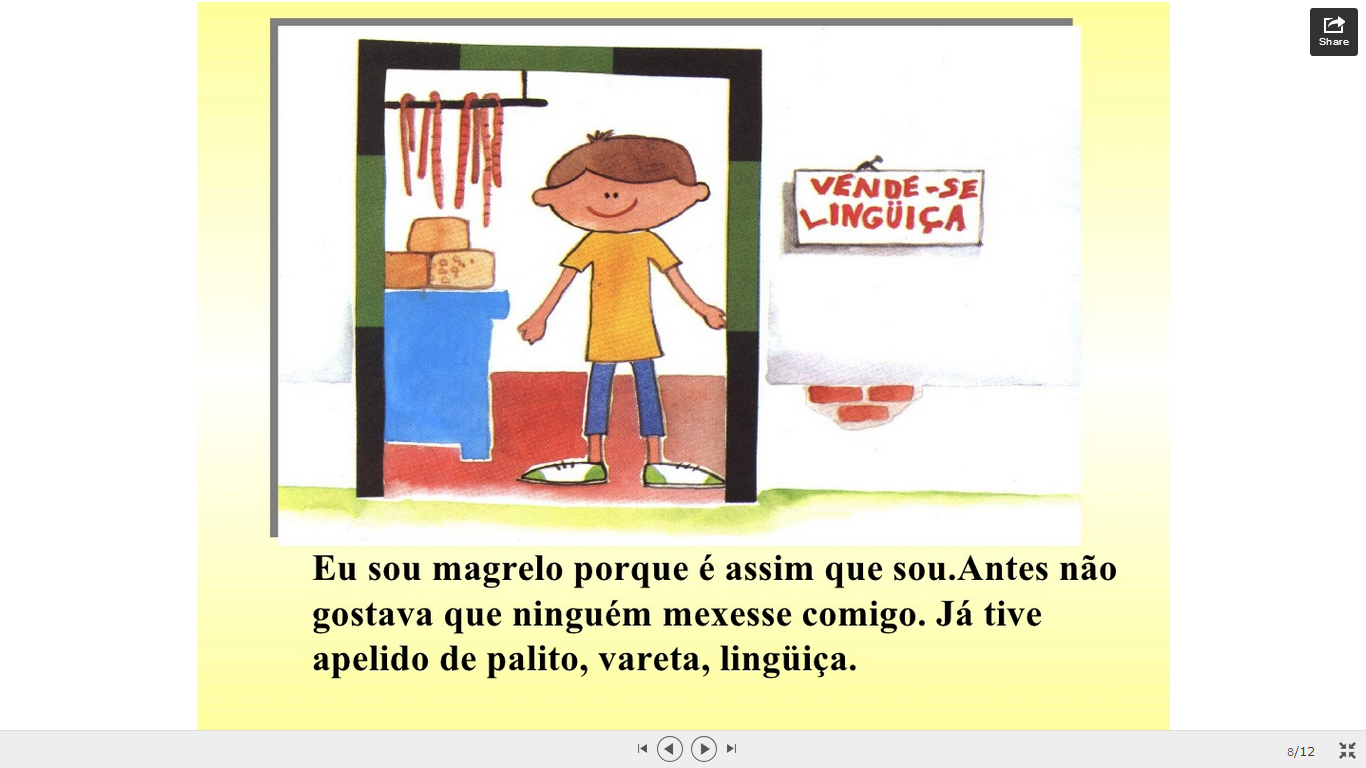 Share
VENDE-SE
LINGÜIÇA
Eu sou magrelo porque é assim que sou.Antes não
gostava que ninguém mexesse comigo. Já tive
apelido de palito, vareta, lingüiça.
8/12